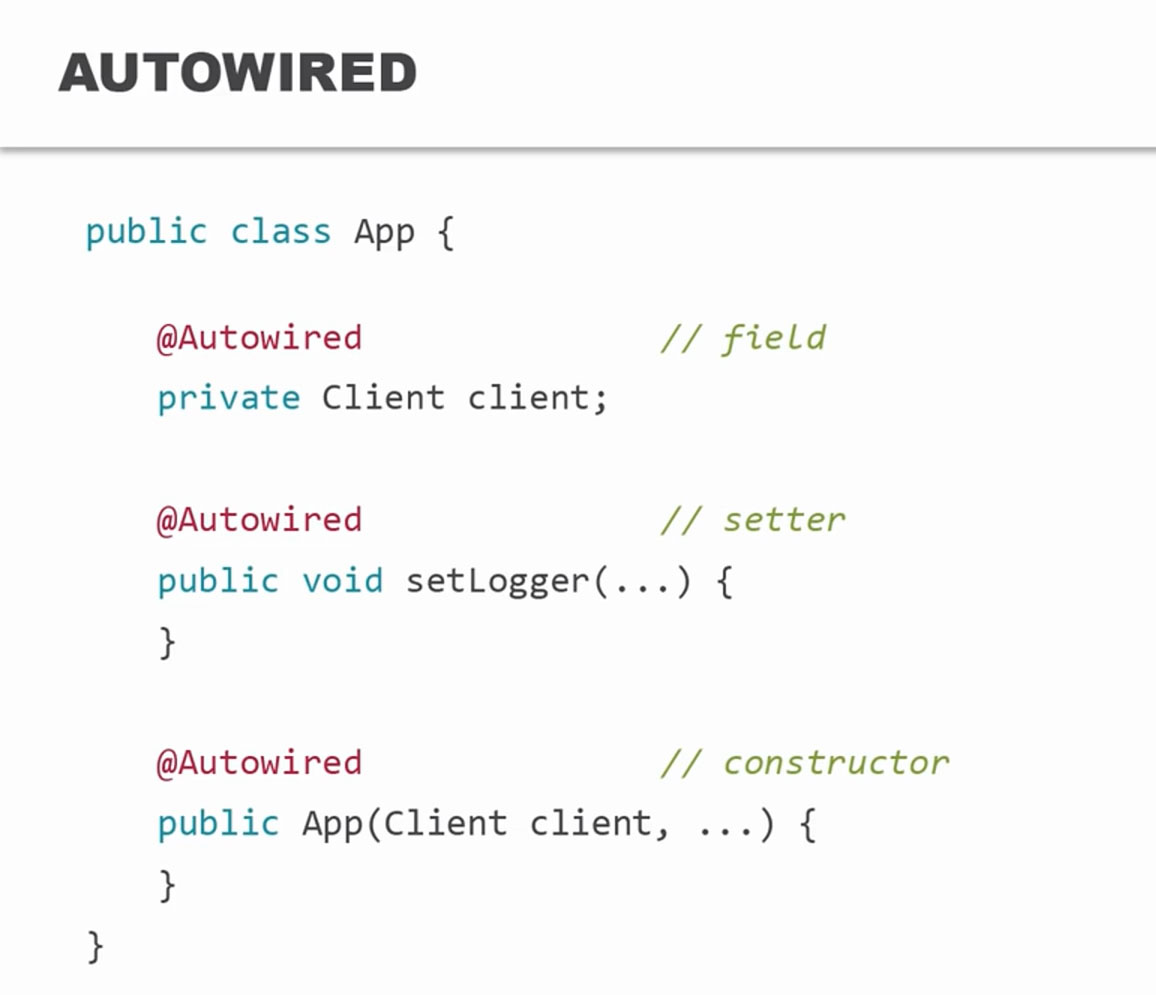 AUTOWIRED
public class App {
@Autowired // field
private Client client;
@Autowired // setter
public void setLogger(...) {
}
@Autowired // constructor
public App(Client client, ...) {
}
}